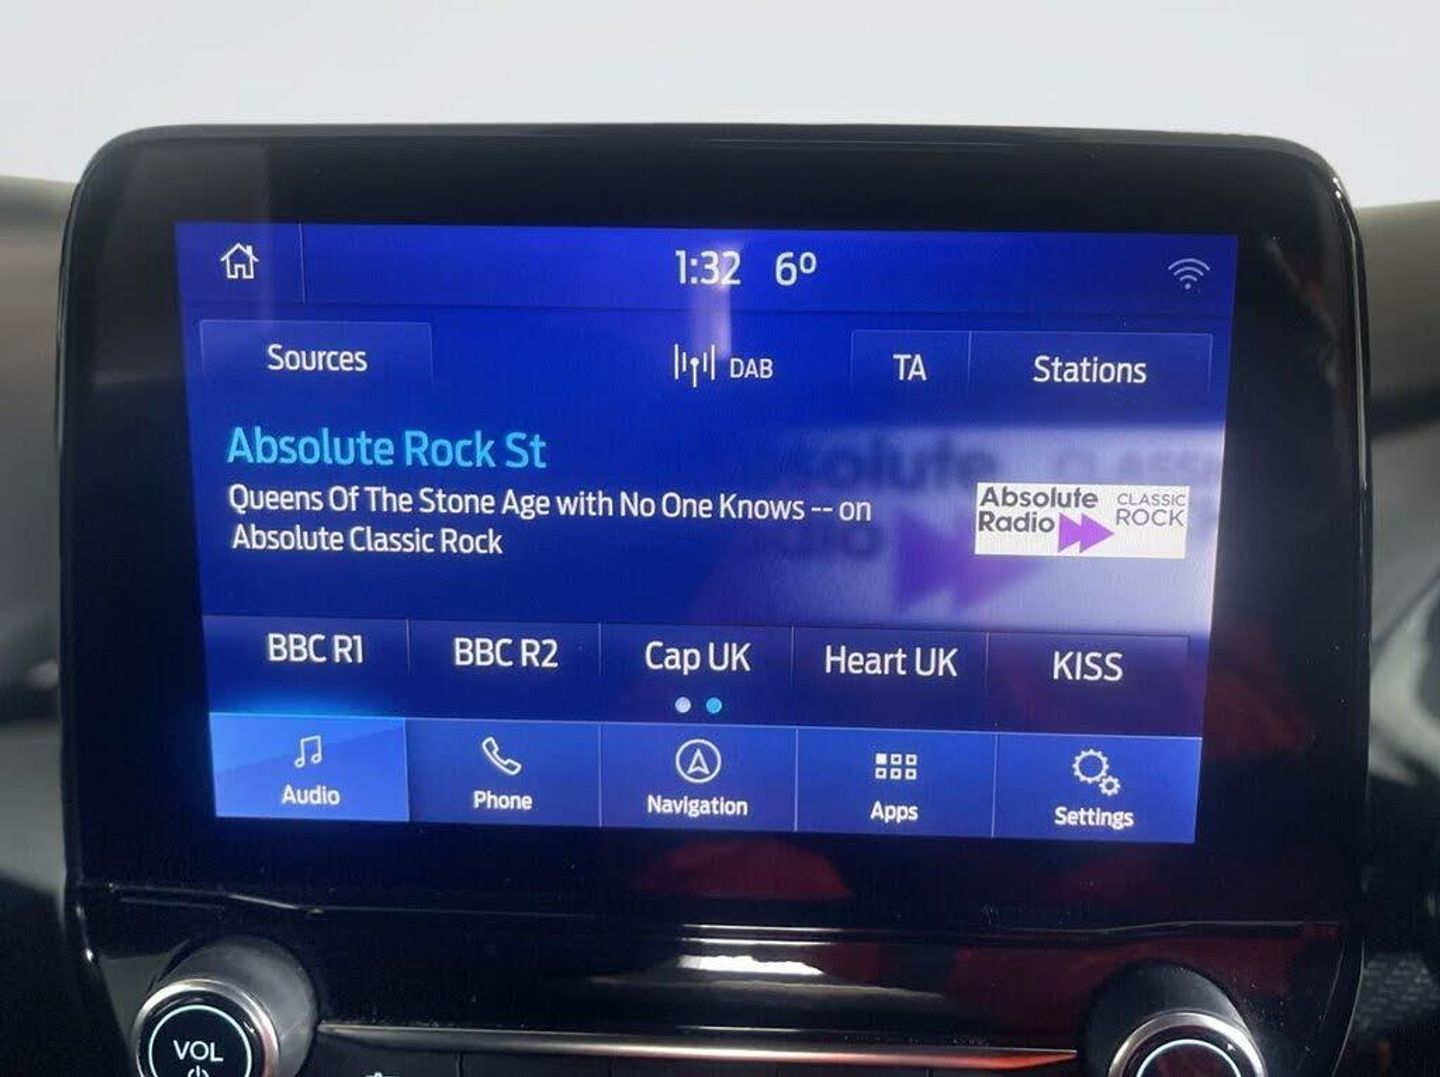 1:32 6º
Sources
DAB
TA
Stations
Absolute Rock St
Queens Of The Stone Age with No One Knows -- on
Absolute Classic Rock
Absolute
Radio
CLASSIC
ROCK
BBC R1
BBC R2
Cap UK
Heart UK
KISS
Audio
Phone
Navigation
Apps
Settings
VOL